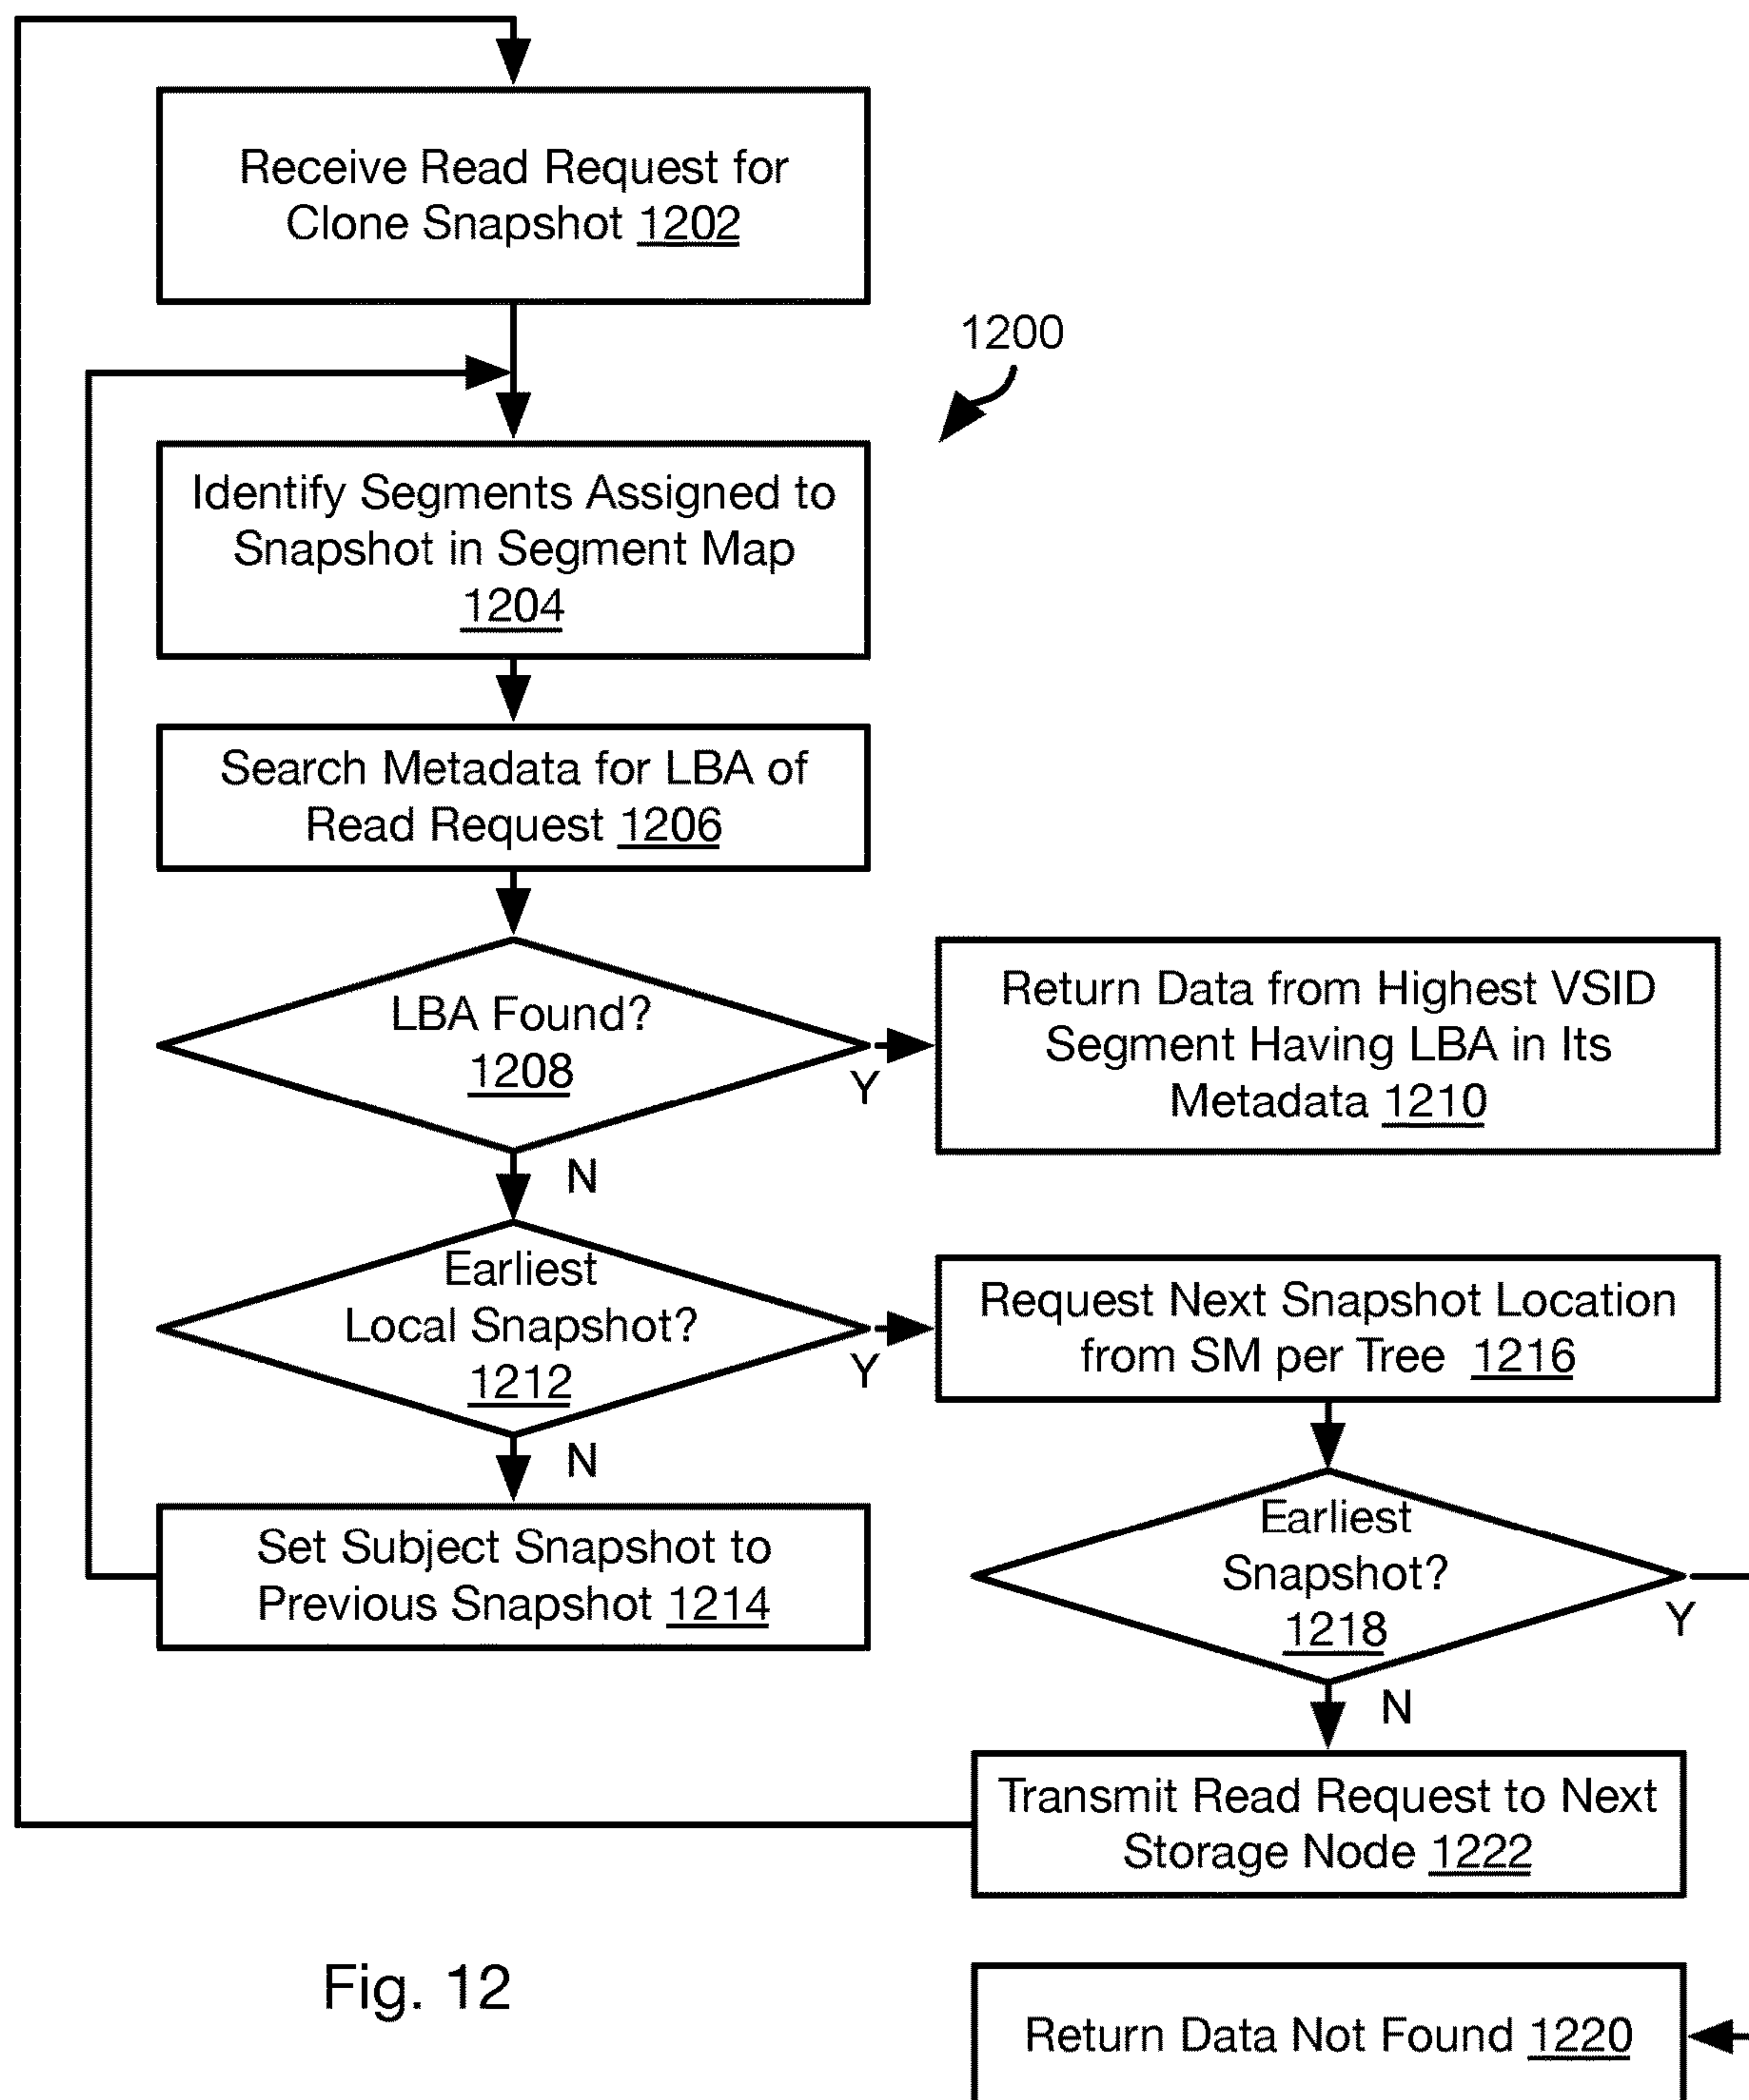 Receive Read Request for
Clone Snapshot 1202
1200
Identify Segments Assigned to
Snapshot in Segment Map
1204
Search Metadata for LBA of
Read Request 1206
LBA Found?
1208
Y
N
Return Data from Highest VSID
Segment Having LBA in Its
Metadata 1210
Earliest
Local Snapshot?
1212
Y
N
Request Next Snapshot Location
from SM per Tree 1216
Set Subject Snapshot to
Previous Snapshot 1214
Earliest
Snapshot?
1218
Y
N
Transmit Read Request to Next
Storage Node 1222
Fig. 12
Return Data Not Found 1220